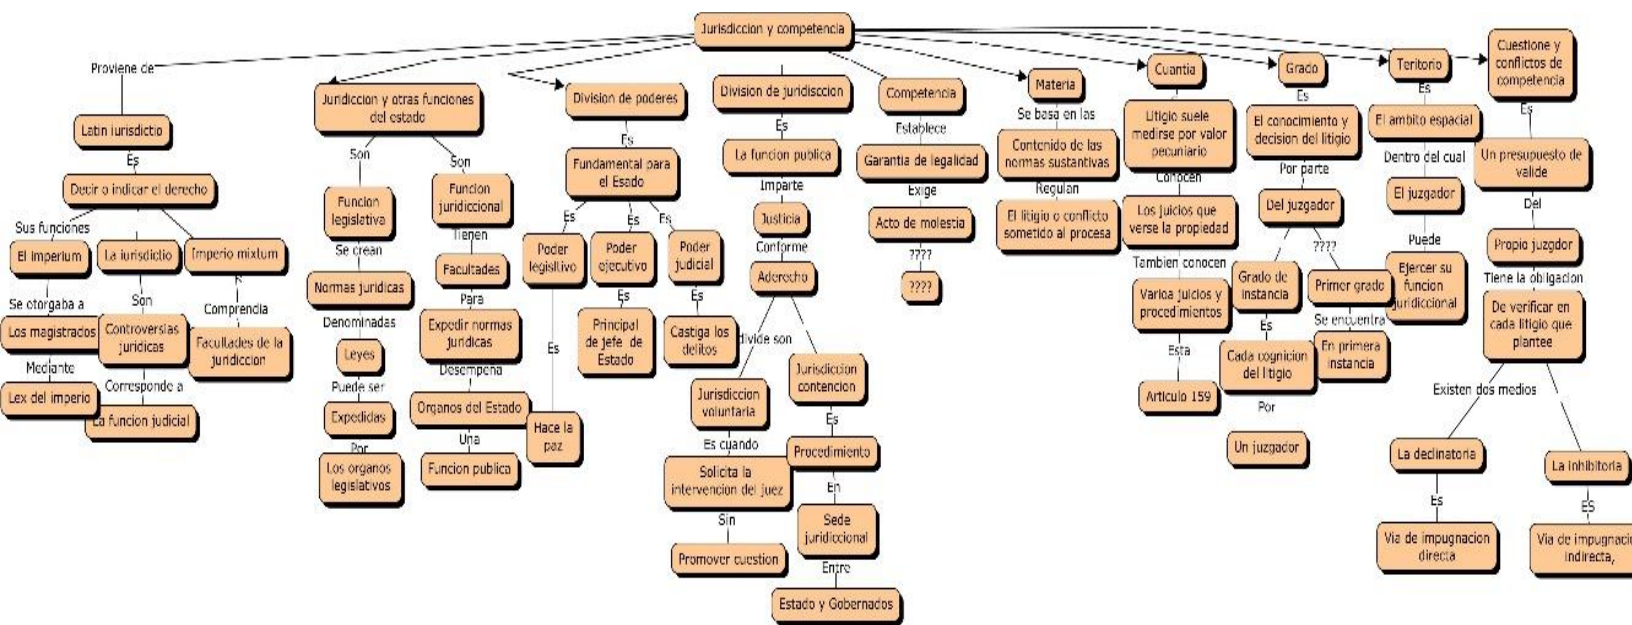 Jurisdiccion y competencia
Proviene de
Latin iurisdictio
Es
Decir o indicar el derecho
Sus funciones
El imperium
Se otorgaba a
Los magistrados
Mediante
Lex del imperio
La iurisdictio
Son
Controversias
juridicas
Corresponde a
La funcion judicial
Imperio mixtum
Comprendia
Facultades de la
juridiccion
Juridiccion y otras funciones
del estado
Son
Funcion
legislativa
Se crean
Normas juridicas
Denominadas
Leyes
Puede ser
Expedidas
Por
Los organos
legislativos
Son
Funcion
juridiccional
Tienen
Facultades
Para
Expedir normas
juridicas
Desempena
Organos del Estado
Una
Funcion publica
Division de poderes
Es
Fundamental para
el Esado
Es
Poder
legisltivo
Es
Hace la
paz
Es
Poder
ejecutivo
Es
Principal
de jefe de
Estado
Es
Poder
judicial
Es
Castiga los
delitos
Division de juridisccion
Es
La funcion publica
Imparte
Justicia
Conforme
Aderecho
divide son
Jurisdiccion
voluntaria
Es cuando
Solicita la
intervencion del juez
Sin
Promover cuestion
Jurisdiccion
contencion
Es
Procedimiento
En
Sede
juridiccional
Entre
Estado y Gobernados
Competencia
Establece
Garantia de legalidad
Exige
Acto de molestia
????
????
Materia
Se basa en las
Contenido de las
normas sustantivas
Regulan
El litigio o conflicto
sometido al procesa
Cuantia
Litigio suele
medirse por valor
pecuniario
Conocen
Los juicios que
verse la propiedad
Tambien conocen
Varioa juicios y
procedimientos
Esta
Articulo 159
Grado
Es
El conocimiento y
decision del litigio
Por parte
Del juzgador
Grado de
instancia
Es
Cada cognicion
del litigio
Por
Un juzgador
????
Primer grado
Se encuentra
En primera
instancia
Teritorio
Es
El ambito espacial
Dentro del cual
El juzgador
Puede
Ejercer su
funcion
juridiccional
Cuestione y
conflictos de
competencia
Es
Un presupuesto de
valide
Del
Propio juzgdor
Tiene la obligacion
De verificar en
cada litigio que
plantee
Existen dos medios
La declinatoria
Es
Via de impugnacion
directa
La inhibitoria
ES
Via de impugnacio
indirecta,